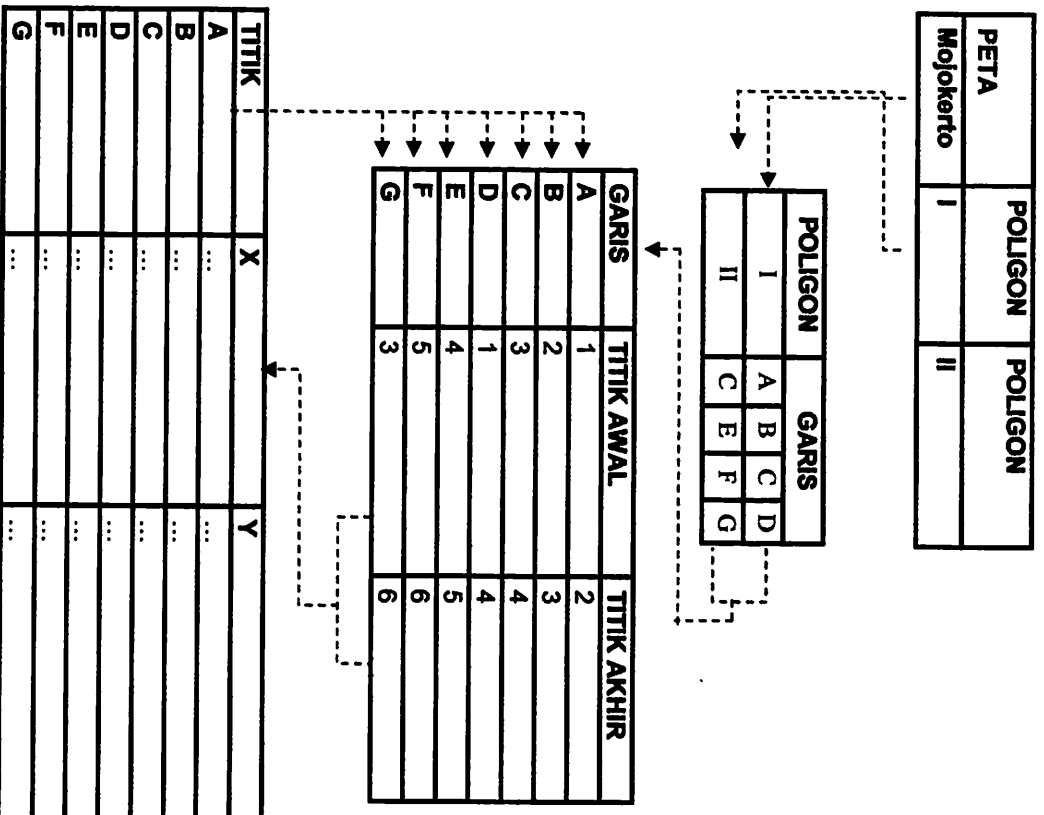 PETA POLIGON POLIGON
Mojokerto I II
POLIGON GARIS
I A B C D
II C E F G
GARIS TITIK AWAL TITIK AKHIR
A 1 2
B 2 3
C 3 4
D 1 4
E 4 5
F 5 6
G 3 6
TITIK X Y
A ... ...
B ... ...
C ... ...
D ... ...
E ... ...
F ... ...
G ... ...